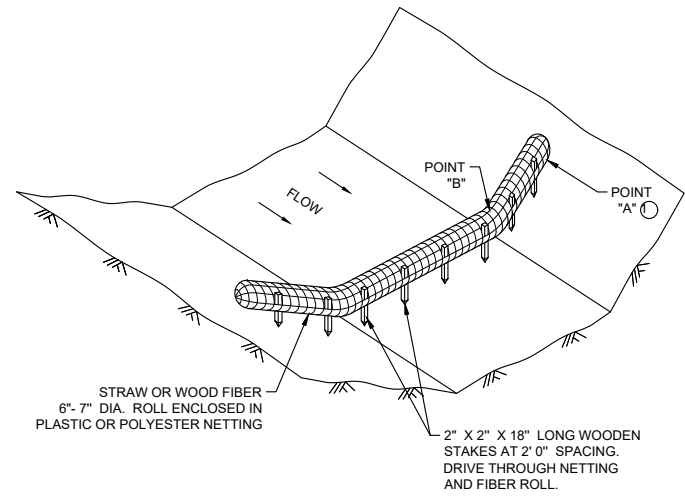 POINT
"B"
POINT
"A" 1
FLOW
STRAW OR WOOD FIBER
6"- 7" DIA. ROLL ENCLOSED IN
PLASTIC OR POLYESTER NETTING
2" X 2" X 18" LONG WOODEN
STAKES AT 2' 0" SPACING.
DRIVE THROUGH NETTING
AND FIBER ROLL.